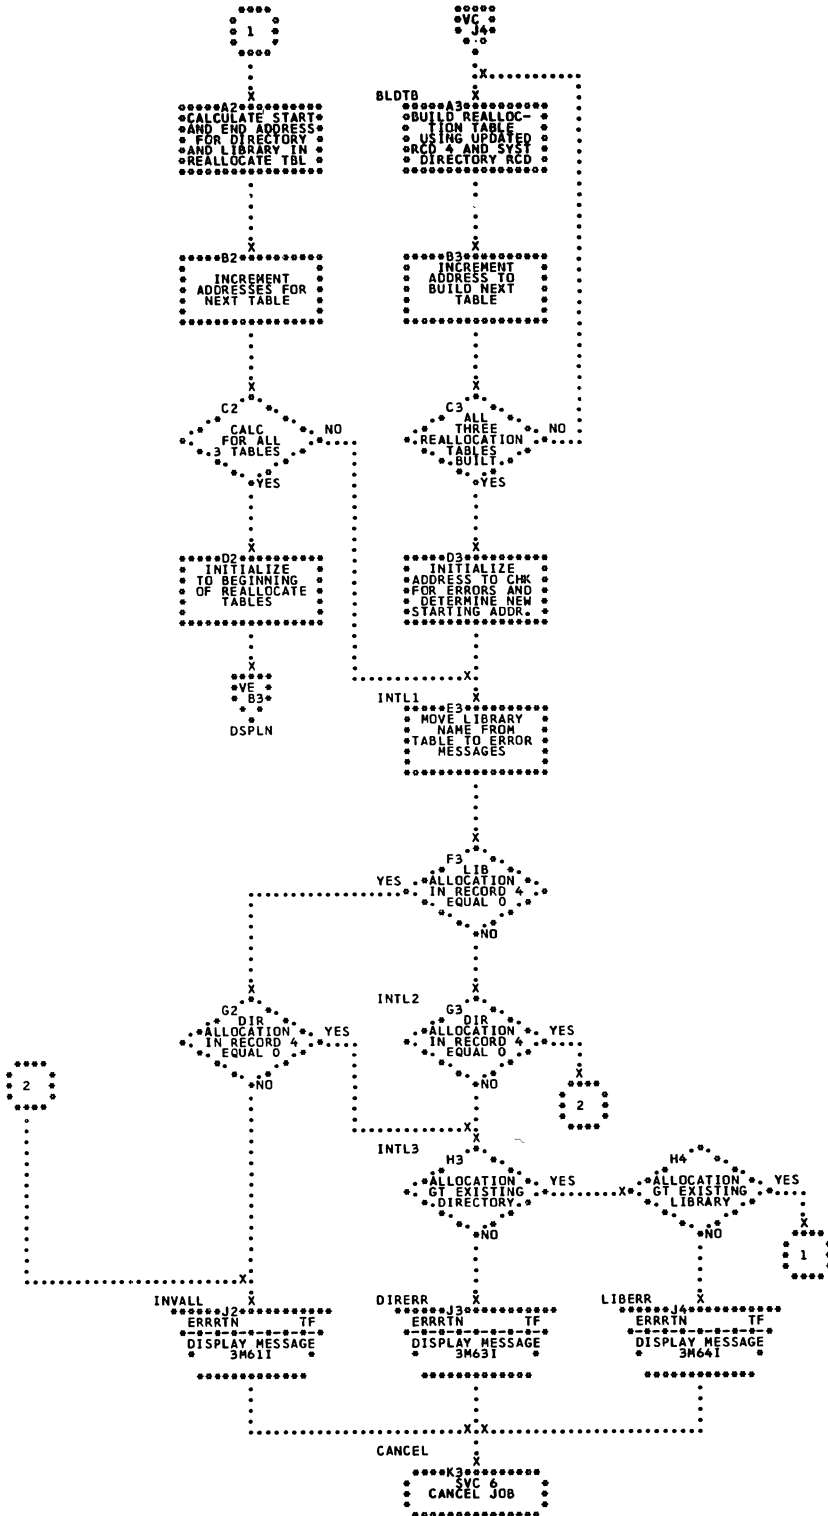 1
VC
J4
BLDTB
A2
CALCULATE START
AND END ADDRESS
FOR DIRECTORY
AND LIBRARY IN
REALLOCATE TBL
A3
BUILD REALLOC-
TION TABLE
USING UPDATED
RCD 4 AND SYST
DIRECTORY RCD
B2
INCREMENT
ADDRESSES FOR
NEXT TABLE
B3
INCREMENT
ADDRESS TO
BUILD NEXT
TABLE
C2
CALC
FOR ALL
3 TABLES
NO
YES
C3
ALL
THREE
REALLOCATION
TABLES
BUILT
NO
YES
D2
INITIALIZE
TO BEGINNING
OF REALLOCATE
TABLES
D3
INITIALIZE
ADDRESS TO CHK
FOR ERRORS AND
DETERMINE NEW
STARTING ADDR.
VE
B3
DSPLN
INTL1
E3
MOVE LIBRARY
NAME FROM
TABLE TO ERROR
MESSAGES
F3
LIB
ALLOCATION
IN RECORD 4
EQUAL 0
YES
NO
G2
DIR
ALLOCATION
IN RECORD 4
EQUAL 0
YES
NO
INTL2
G3
DIR
ALLOCATION
IN RECORD 4
EQUAL 0
YES
NO
2
2
INTL3
H3
ALLOCATION
GT EXISTING
DIRECTORY
YES
NO
H4
ALLOCATION
GT EXISTING
LIBRARY
YES
NO
1
INVALL
J2
ERRRTN TF
DISPLAY MESSAGE
3M61I
DIRERR
J3
ERRRTN TF
DISPLAY MESSAGE
3M63I
LIBERR
J4
ERRRTN TF
DISPLAY MESSAGE
3M64I
CANCEL
K3
SVC 6
CANCEL JOB